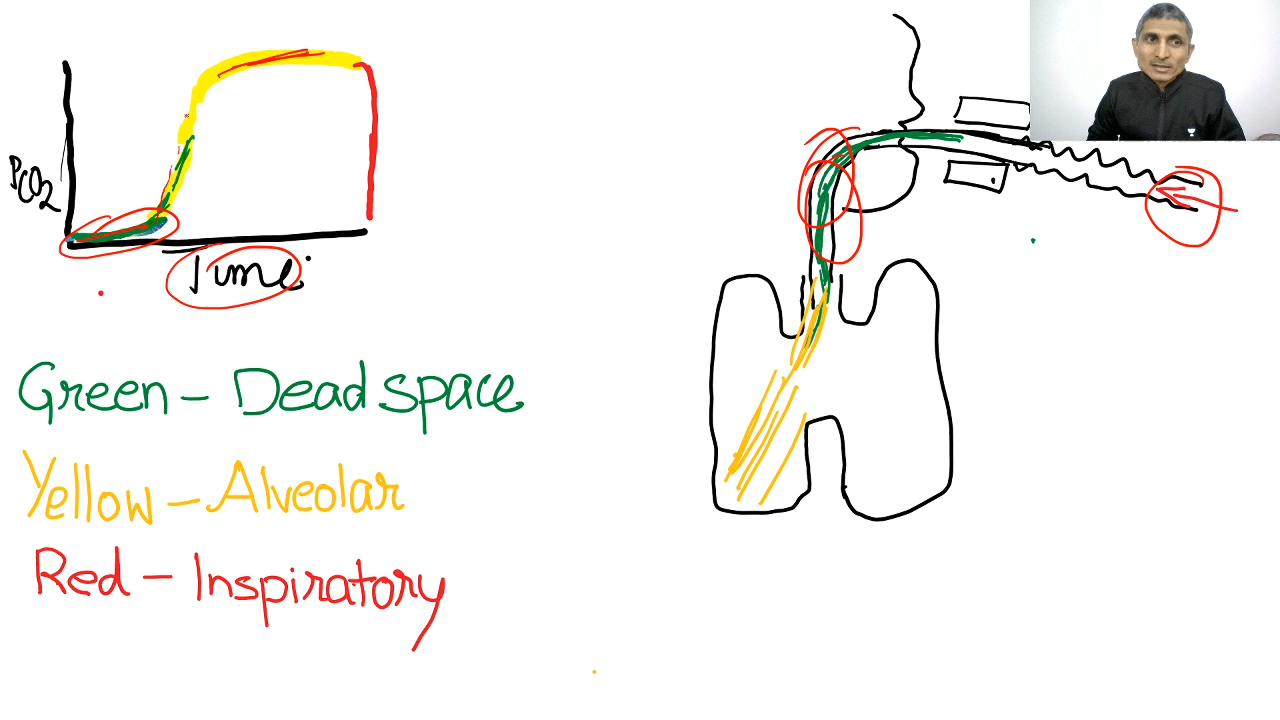 PCO2
Time
Green - Dead space
Yellow - Alveolar
Red - Inspiratory